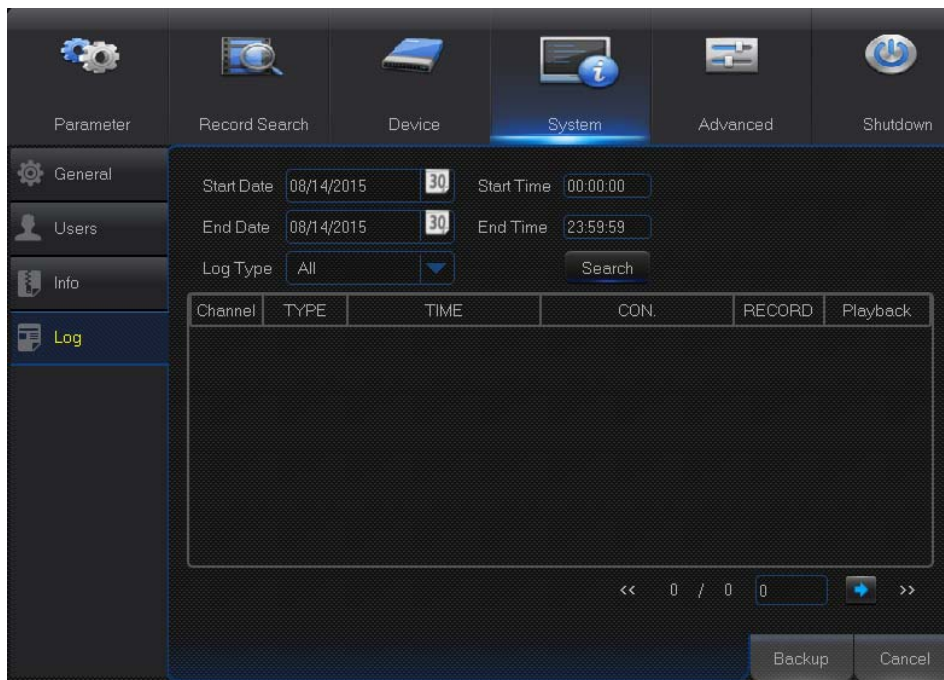 Parameter Record Search Device System Advanced Shutdown
General
Users
Info
Log
Start Date 08/14/2015 30 Start Time 00:00:00
End Date 08/14/2015 30 End Time 23:59:59
Log Type All Search
Channel TYPE TIME CON. RECORD Playback
<< 0 / 0 0 >>
Backup Cancel